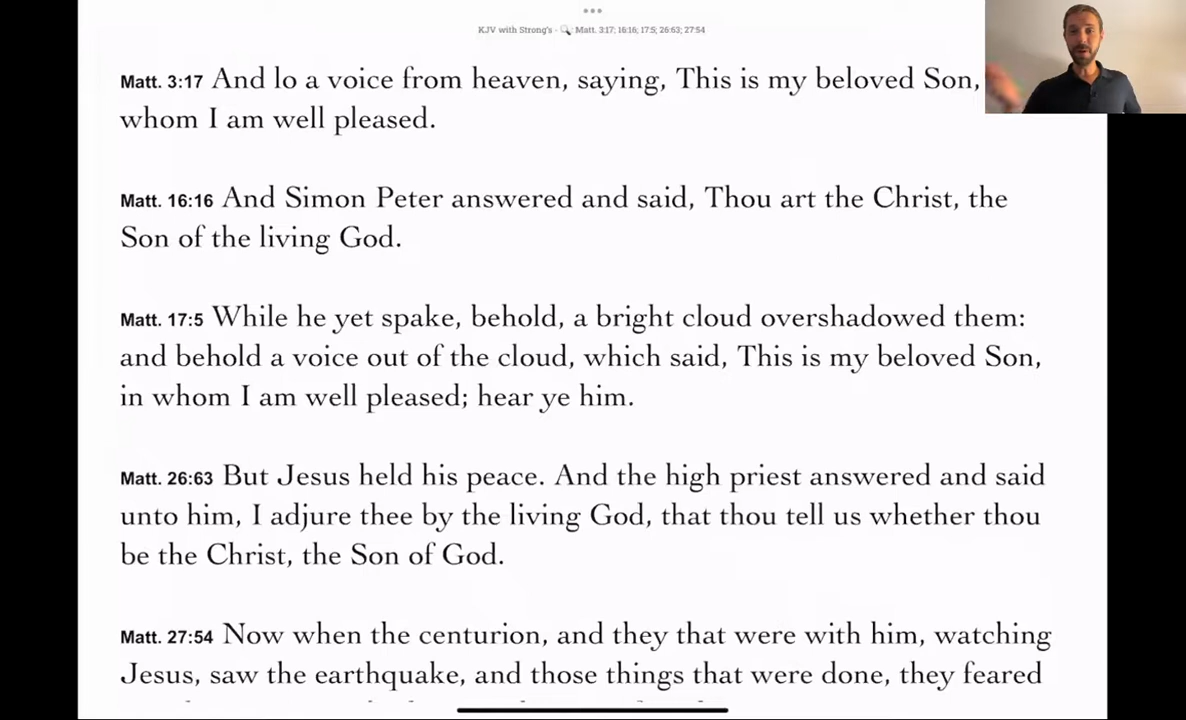 KJV with Strong's - Matt. 3:17; 16:16; 17:5; 26:63; 27:54
Matt. 3:17 And lo a voice from heaven, saying, This is my beloved Son,
whom I am well pleased.
Matt. 16:16 And Simon Peter answered and said, Thou art the Christ, the
Son of the living God.
Matt. 17:5 While he yet spake, behold, a bright cloud overshadowed them:
and behold a voice out of the cloud, which said, This is my beloved Son,
in whom I am well pleased; hear ye him.
Matt. 26:63 But Jesus held his peace. And the high priest answered and said
unto him, I adjure thee by the living God, that thou tell us whether thou
be the Christ, the Son of God.
Matt. 27:54 Now when the centurion, and they that were with him, watching
Jesus, saw the earthquake, and those things that were done, they feared